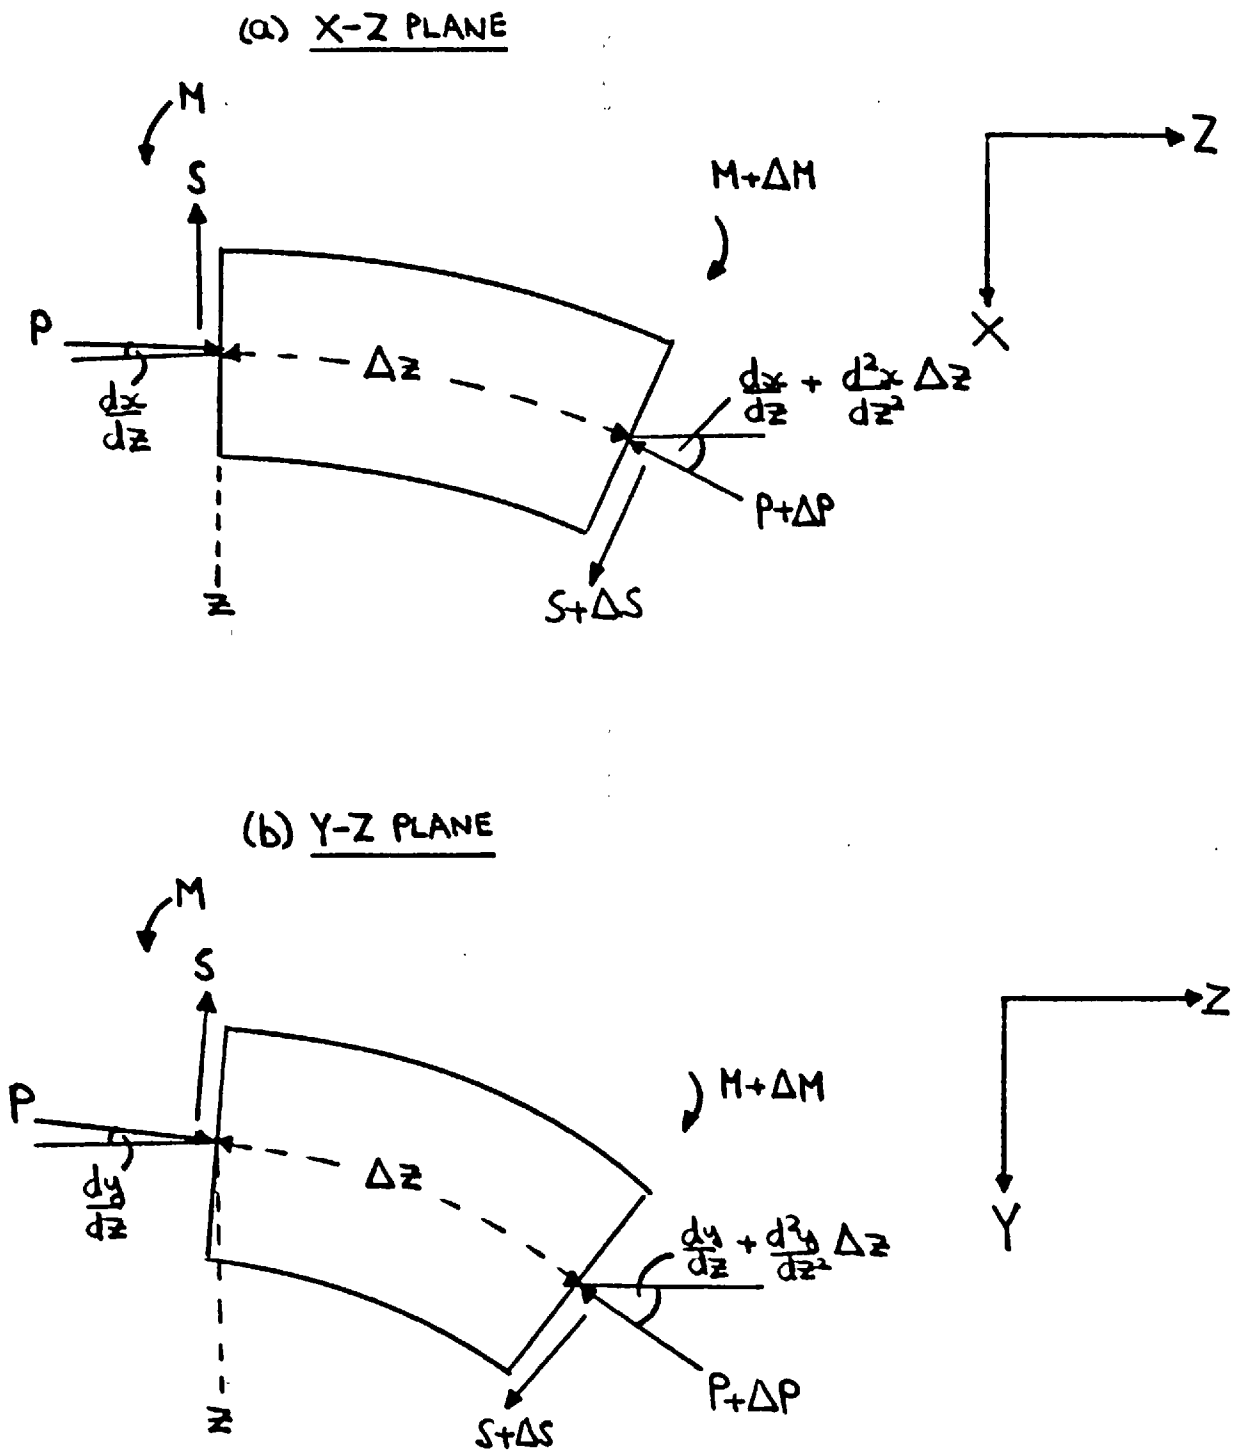 (a) X-Z PLANE
M
S
Z
M+ΔM
P
X
Δz
dx/dz
dx/dz + d²x/dz² Δz
P+ΔP
z
S+ΔS
(b) Y-Z PLANE
M
S
Z
M+ΔM
P
Δz
dy/dz
Y
dy/dz + d²y/dz² Δz
P+ΔP
z
S+ΔS